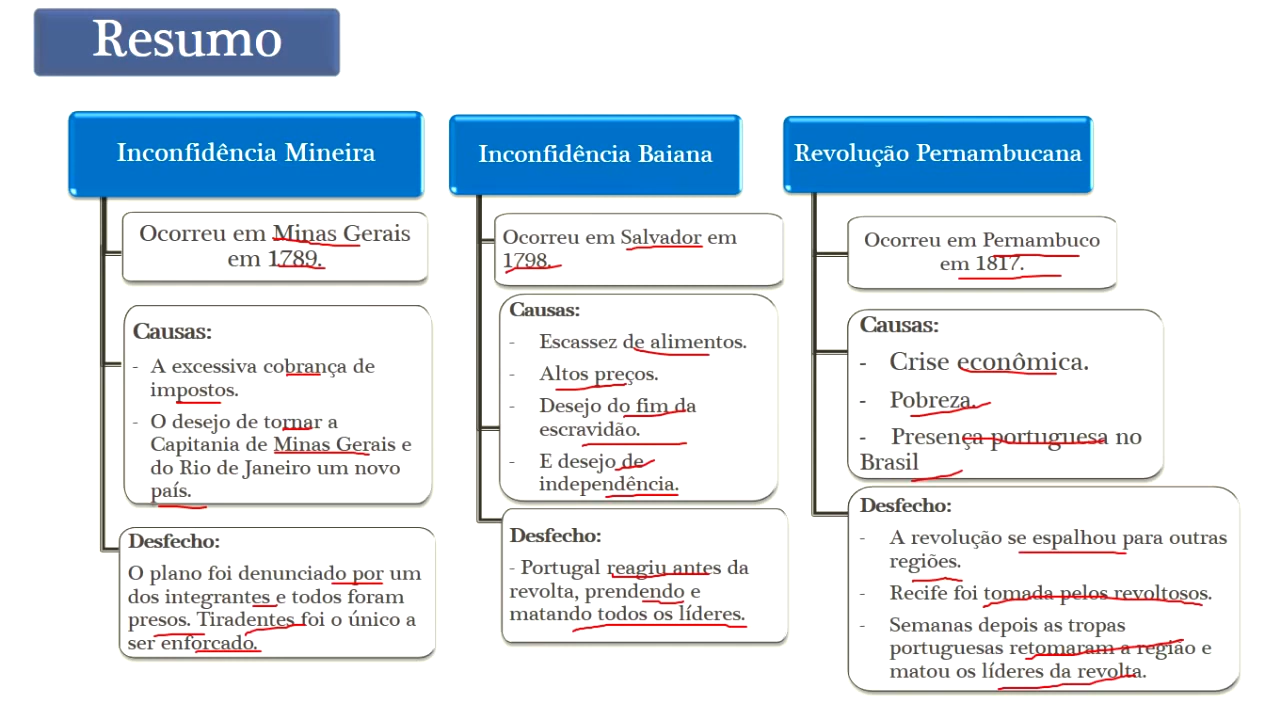 Resumo
Inconfidência Mineira
Ocorreu em Minas Gerais
em 1789.
Causas:
- A excessiva cobrança de
impostos.
- O desejo de tornar a
Capitania de Minas Gerais e
do Rio de Janeiro um novo
país.
Desfecho:
O plano foi denunciado por um
dos integrantes e todos foram
presos. Tiradentes foi o único a
ser enforcado.
Inconfidência Baiana
Ocorreu em Salvador em
1798.
Causas:
- Escassez de alimentos.
- Altos preços.
- Desejo do fim da
escravidão.
- E desejo de
independência.
Desfecho:
- Portugal reagiu antes da
revolta, prendendo e
matando todos os líderes.
Revolução Pernambucana
Ocorreu em Pernambuco
em 1817.
Causas:
- Crise econômica.
- Pobreza.
- Presença portuguesa no
Brasil
Desfecho:
- A revolução se espalhou para outras
regiões.
- Recife foi tomada pelos revoltosos.
- Semanas depois as tropas
portuguesas retomaram a região e
matou os líderes da revolta.